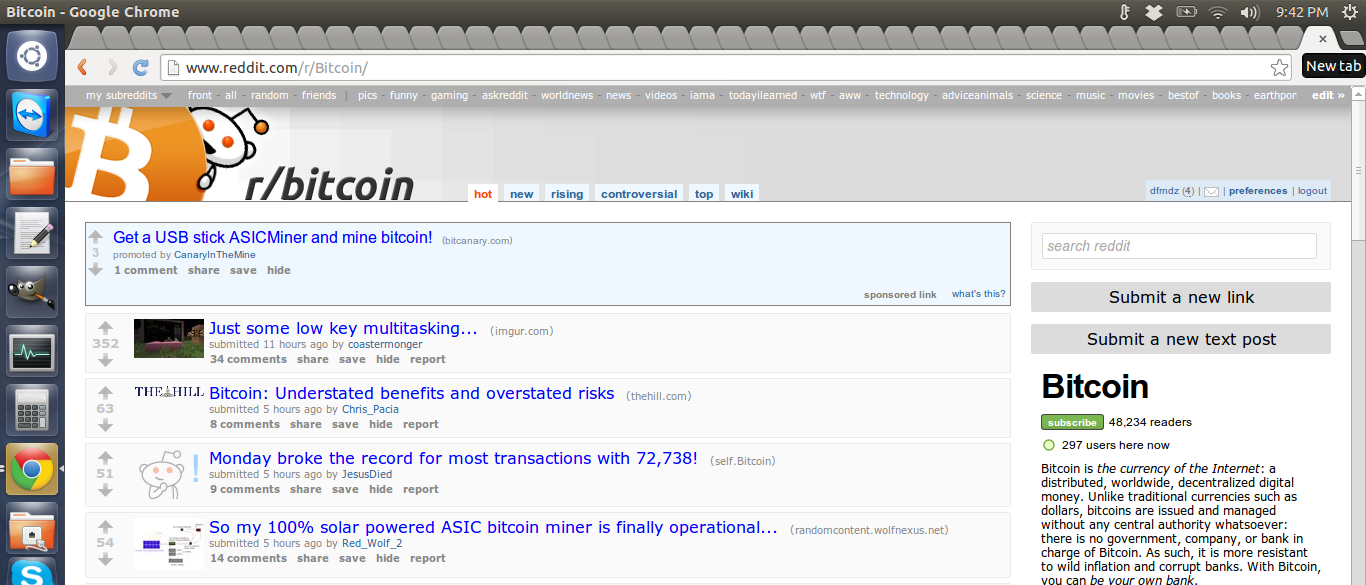 Bitcoin - Google Chrome
9:42 PM
www.reddit.com/r/Bitcoin/
New tab
my subreddits front - all - random - friends | pics - funny - gaming - askreddit - worldnews - news - videos - iama - todayilearned - wtf - aww - technology - adviceanimals - science - music - movies - bestof - books - earthpor edit »
r/bitcoin
hot new rising controversial top wiki
dfrndz (4) | | preferences | logout
Get a USB stick ASICMiner and mine bitcoin! (bitcanary.com)
3
promoted by CanaryInTheMine
1 comment share save hide
sponsored link what's this?
Just some low key multitasking... (imgur.com)
352
submitted 11 hours ago by coastermonger
34 comments share save hide report
THE HILL
Bitcoin: Understated benefits and overstated risks (thehill.com)
63
submitted 5 hours ago by Chris_Pacia
8 comments share save hide report
Monday broke the record for most transactions with 72,738! (self.Bitcoin)
51
submitted 5 hours ago by JesusDied
9 comments share save hide report
So my 100% solar powered ASIC bitcoin miner is finally operational... (randomcontent.wolfnexus.net)
54
submitted 5 hours ago by Red_Wolf_2
14 comments share save hide report
search reddit
Submit a new link
Submit a new text post
Bitcoin
subscribe 48,234 readers
297 users here now
Bitcoin is the currency of the Internet: a
distributed, worldwide, decentralized digital
money. Unlike traditional currencies such as
dollars, bitcoins are issued and managed
without any central authority whatsoever:
there is no government, company, or bank in
charge of Bitcoin. As such, it is more resistant
to wild inflation and corrupt banks. With Bitcoin,
you can be your own bank.